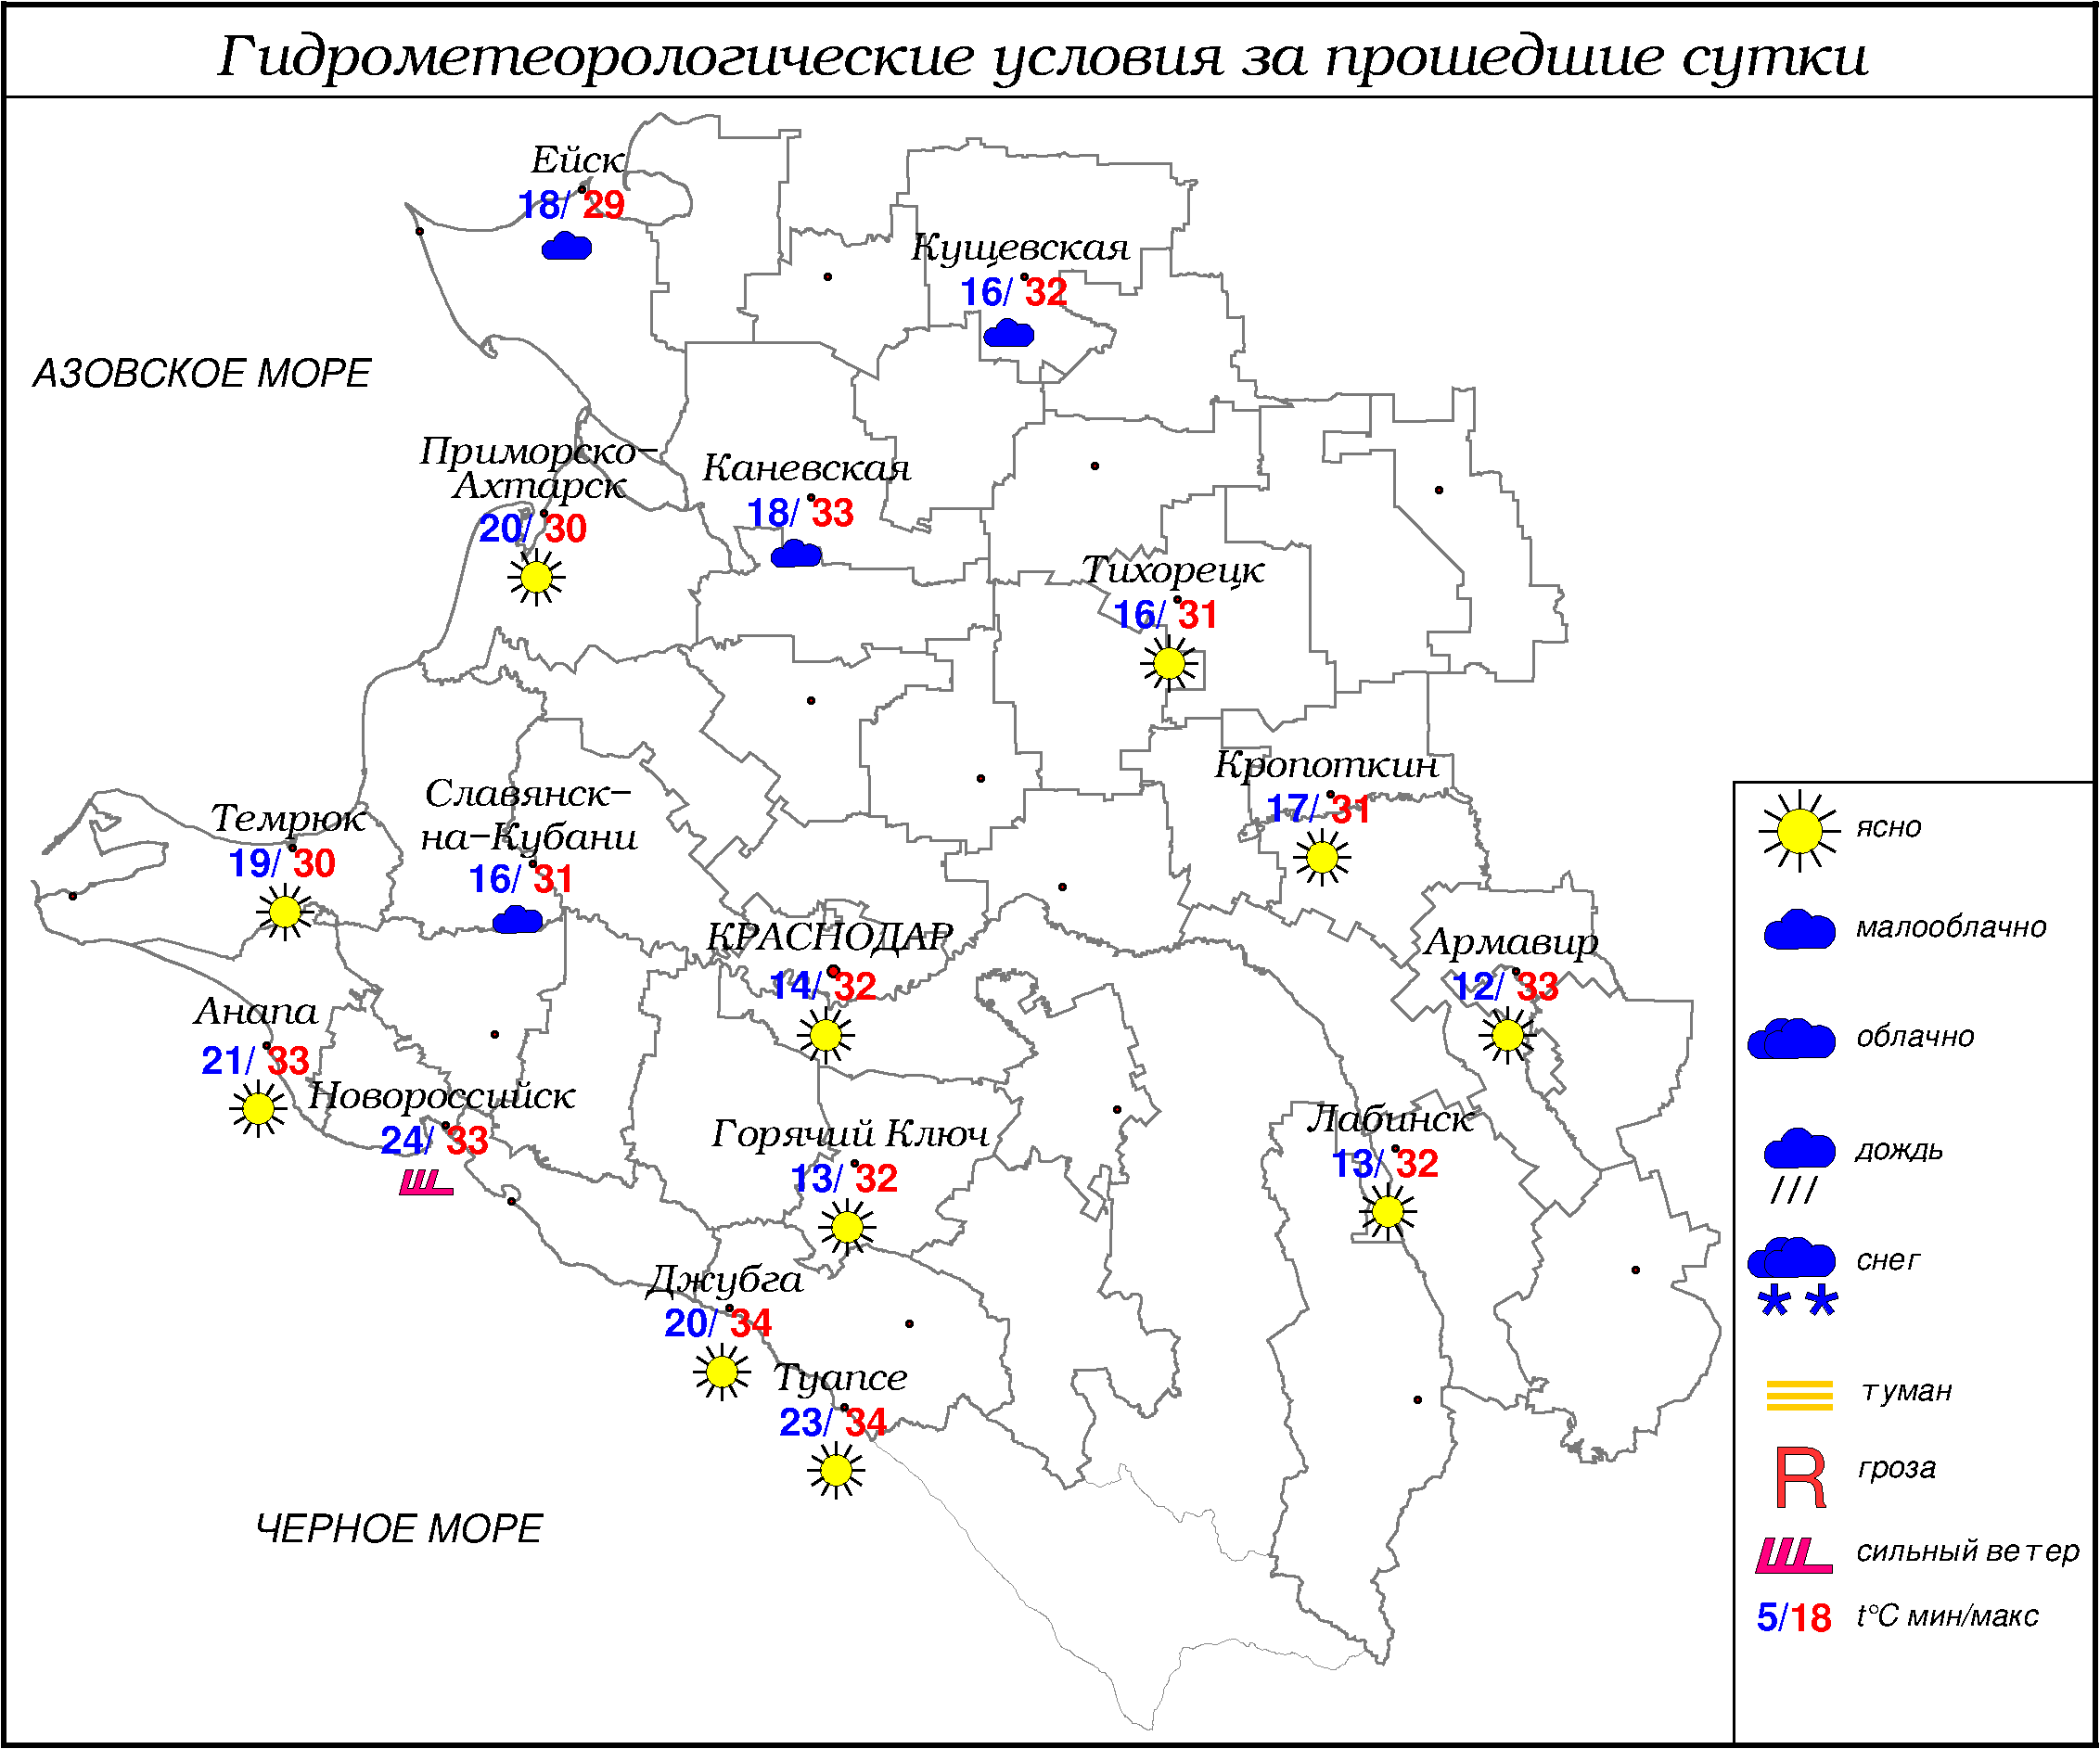 Гидрометеорологические условия за прошедшие сутки
Ейск
18/ 29
Кущевская
16/ 32
АЗОВСКОЕ МОРЕ
Приморско-
Ахтарск
20/ 30
Каневская
18/ 33
Тихорецк
16/ 31
Кропоткин
17/ 31
Славянск-
на-Кубани
16/ 31
Темрюк
19/ 30
КРАСНОДАР
14/ 32
Армавир
12/ 33
Анапа
21/ 33
Новороссийск
24/ 33
Горячий Ключ
13/ 32
Лабинск
13/ 32
Джубга
20/ 34
Туапсе
23/ 34
ЧЕРНОЕ МОРЕ
ясно
малооблачно
облачно
дождь
снег
туман
R гроза
сильный ветер
5/18 t°C мин/макс